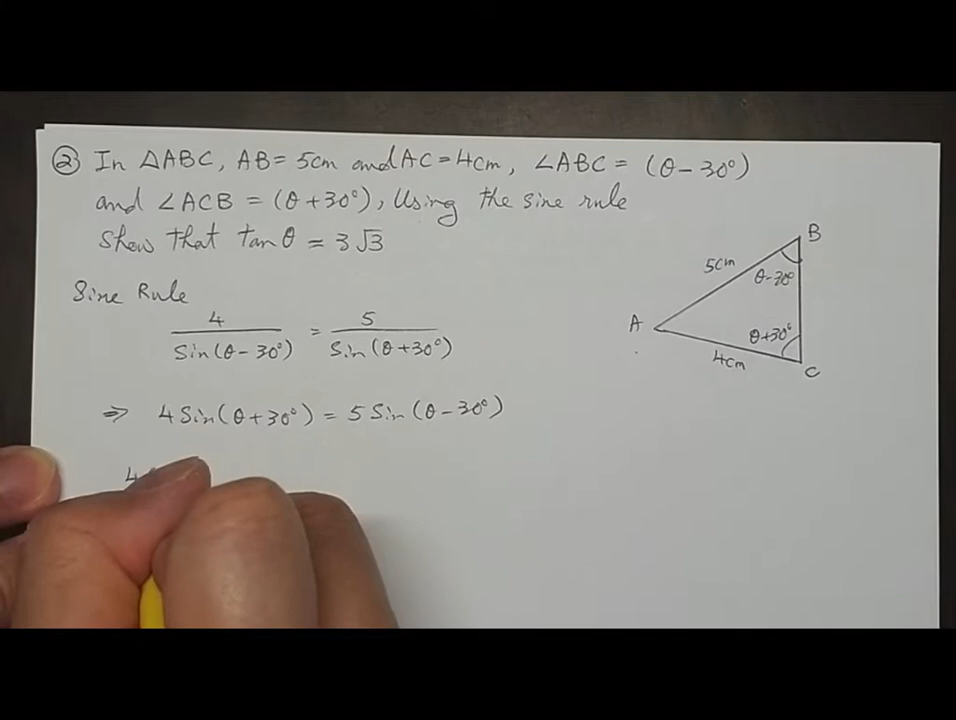 ② In △ABC, AB = 5cm and AC = 4cm, ∠ABC = (θ - 30°)
and ∠ACB = (θ + 30°), Using the sine rule
show that tan θ = 3√3
Sine Rule
4 / Sin(θ - 30°) = 5 / Sin(θ + 30°)
⇒ 4 Sin(θ + 30°) = 5 Sin(θ - 30°)
4
B
5cm
θ-30°
A
θ+30°
4cm
C